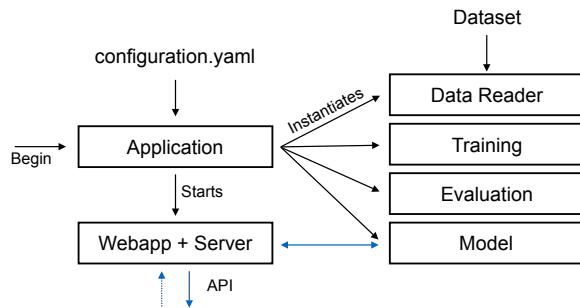 Dataset
configuration.yaml
Instantiates
Data Reader
Begin
Application
Training
Starts
Evaluation
Webapp + Server
Model
API